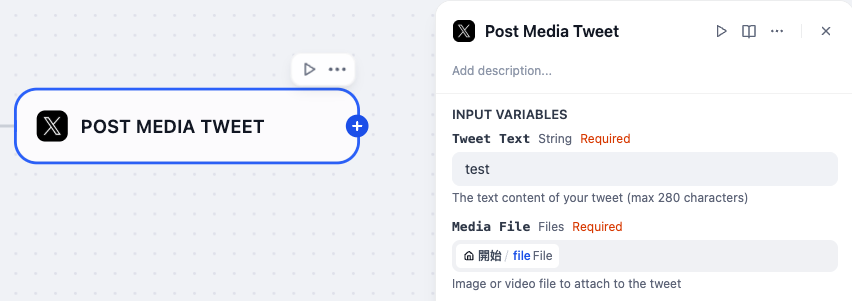 POST MEDIA TWEET
Post Media Tweet
Add description...
INPUT VARIABLES
Tweet Text String Required
test
The text content of your tweet (max 280 characters)
Media File Files Required
開始 / file File
Image or video file to attach to the tweet